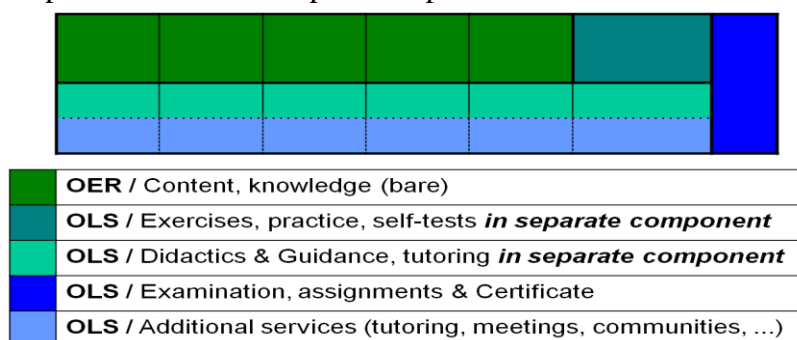 OER / Content, knowledge (bare)
OLS / Exercises, practice, self-tests in separate component
OLS / Didactics & Guidance, tutoring in separate component
OLS / Examination, assignments & Certificate
OLS / Additional services (tutoring, meetings, communities, ...)